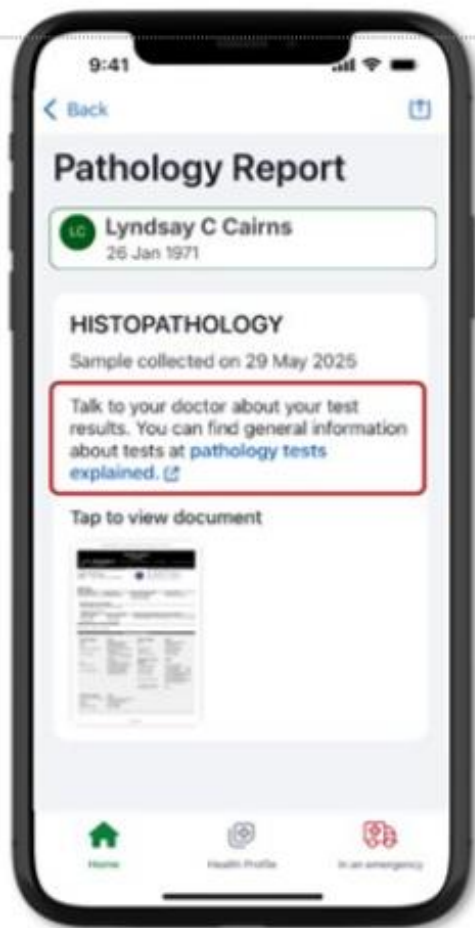 9:41
Back
Pathology Report
LC
Lyndsay C Cairns
26 Jan 1971
HISTOPATHOLOGY
Sample collected on 29 May 2025
Talk to your doctor about your test
results. You can find general information
about tests at pathology tests
explained.
Tap to view document
Home
Health Profile
In an emergency